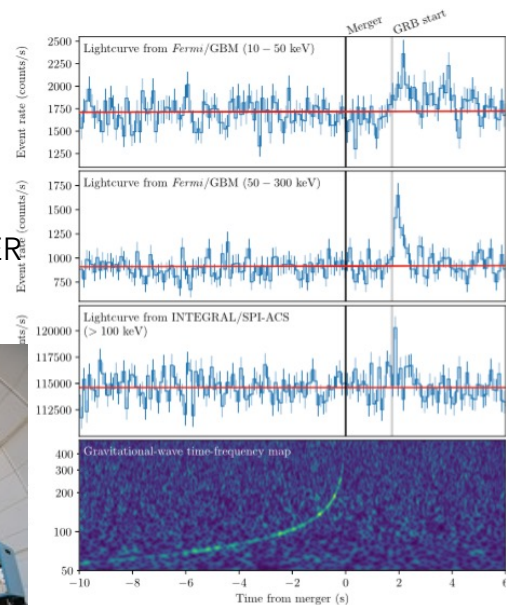 Merger
GRB start
Lightcurve from Fermi/GBM (10 − 50 keV)
Event rate (counts/s)
2500
2250
2000
1750
1500
1250
Lightcurve from Fermi/GBM (50 − 300 keV)
Event rate (counts/s)
1750
1500
1250
1000
750
ER
Lightcurve from INTEGRAL/SPI-ACS
(> 100 keV)
120000
117500
115000
112500
Gravitational-wave time-frequency map
400
300
200
100
50
−10 −8 −6 −4 −2 0 2 4 6
Time from merger (s)